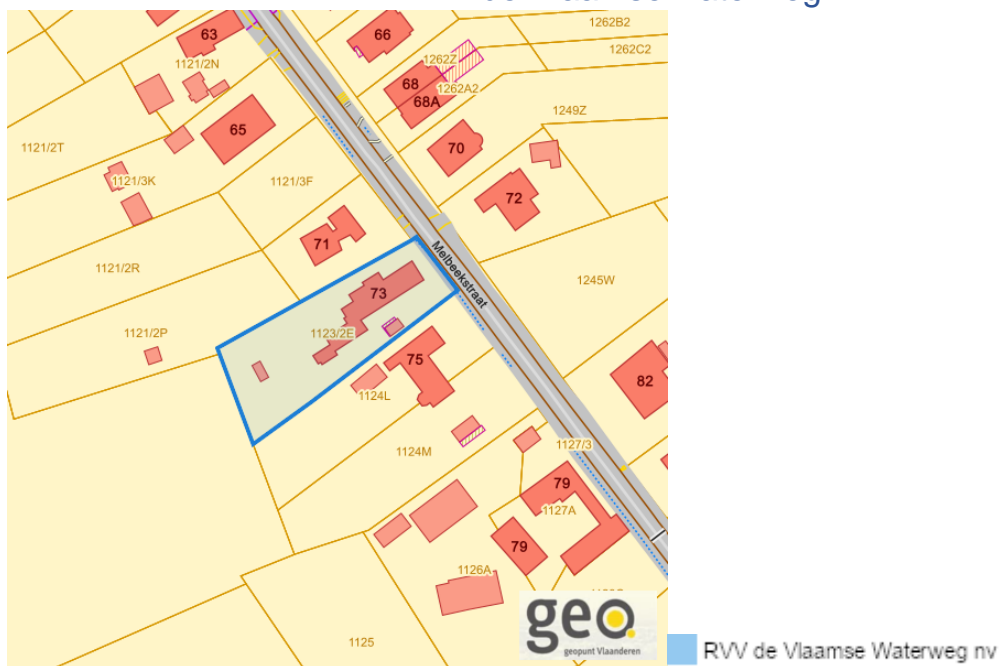 1262B2
63
66
1262C2
1121/2N
1262Z
68
1262A2
68A
1249Z
65
1121/2T
70
1121/3K
1121/3F
72
71
Melbeekstraat
1121/2R
1245W
73
1121/2P
1123/2E
75
82
1124L
1124M
1127/3
79
1127A
79
1126A
1125
geo
geopunt Vlaanderen
RVV de Vlaamse Waterweg nv